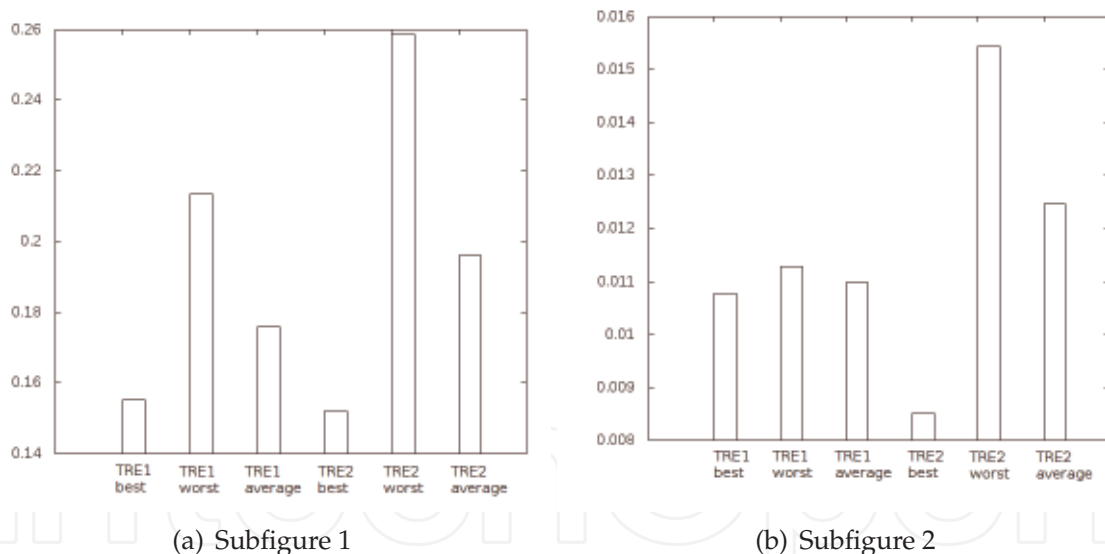 0.26
0.24
0.22
0.2
0.18
0.16
0.14
TRE1 best
TRE1 worst
TRE1 average
TRE2 best
TRE2 worst
TRE2 average
(a) Subfigure 1
0.016
0.015
0.014
0.013
0.012
0.011
0.01
0.009
0.008
TRE1 best
TRE1 worst
TRE1 average
TRE2 best
TRE2 worst
TRE2 average
(b) Subfigure 2